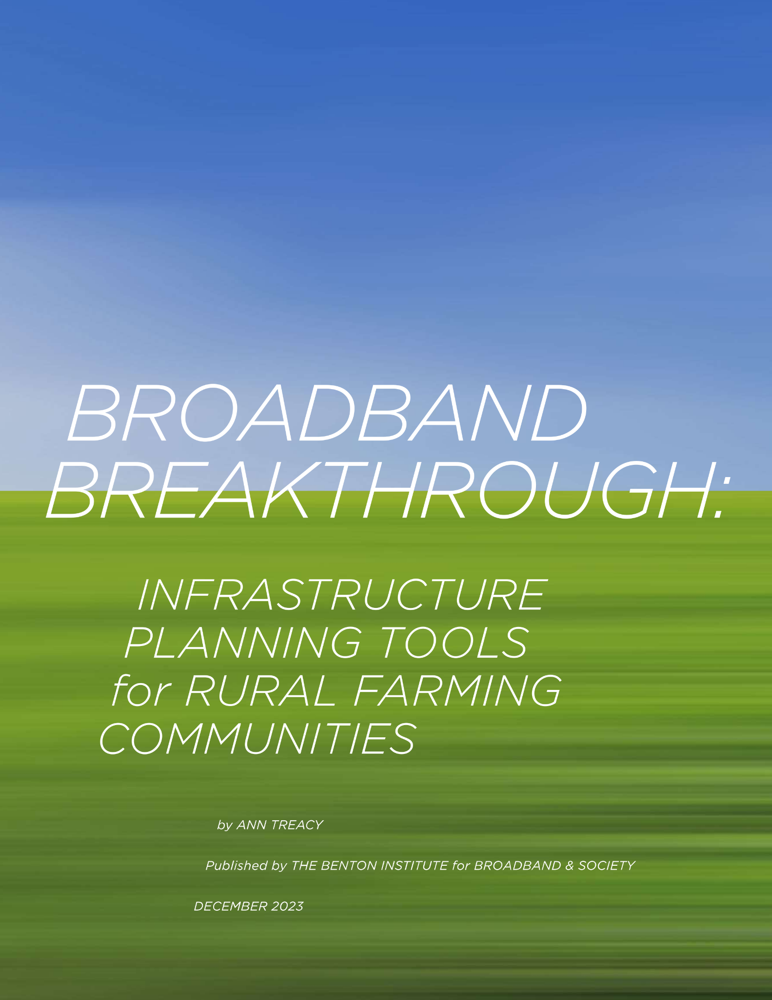 BROADBAND
BREAKTHROUGH:
INFRASTRUCTURE
PLANNING TOOLS
for RURAL FARMING
COMMUNITIES
by ANN TREACY
Published by THE BENTON INSTITUTE for BROADBAND & SOCIETY
DECEMBER 2023